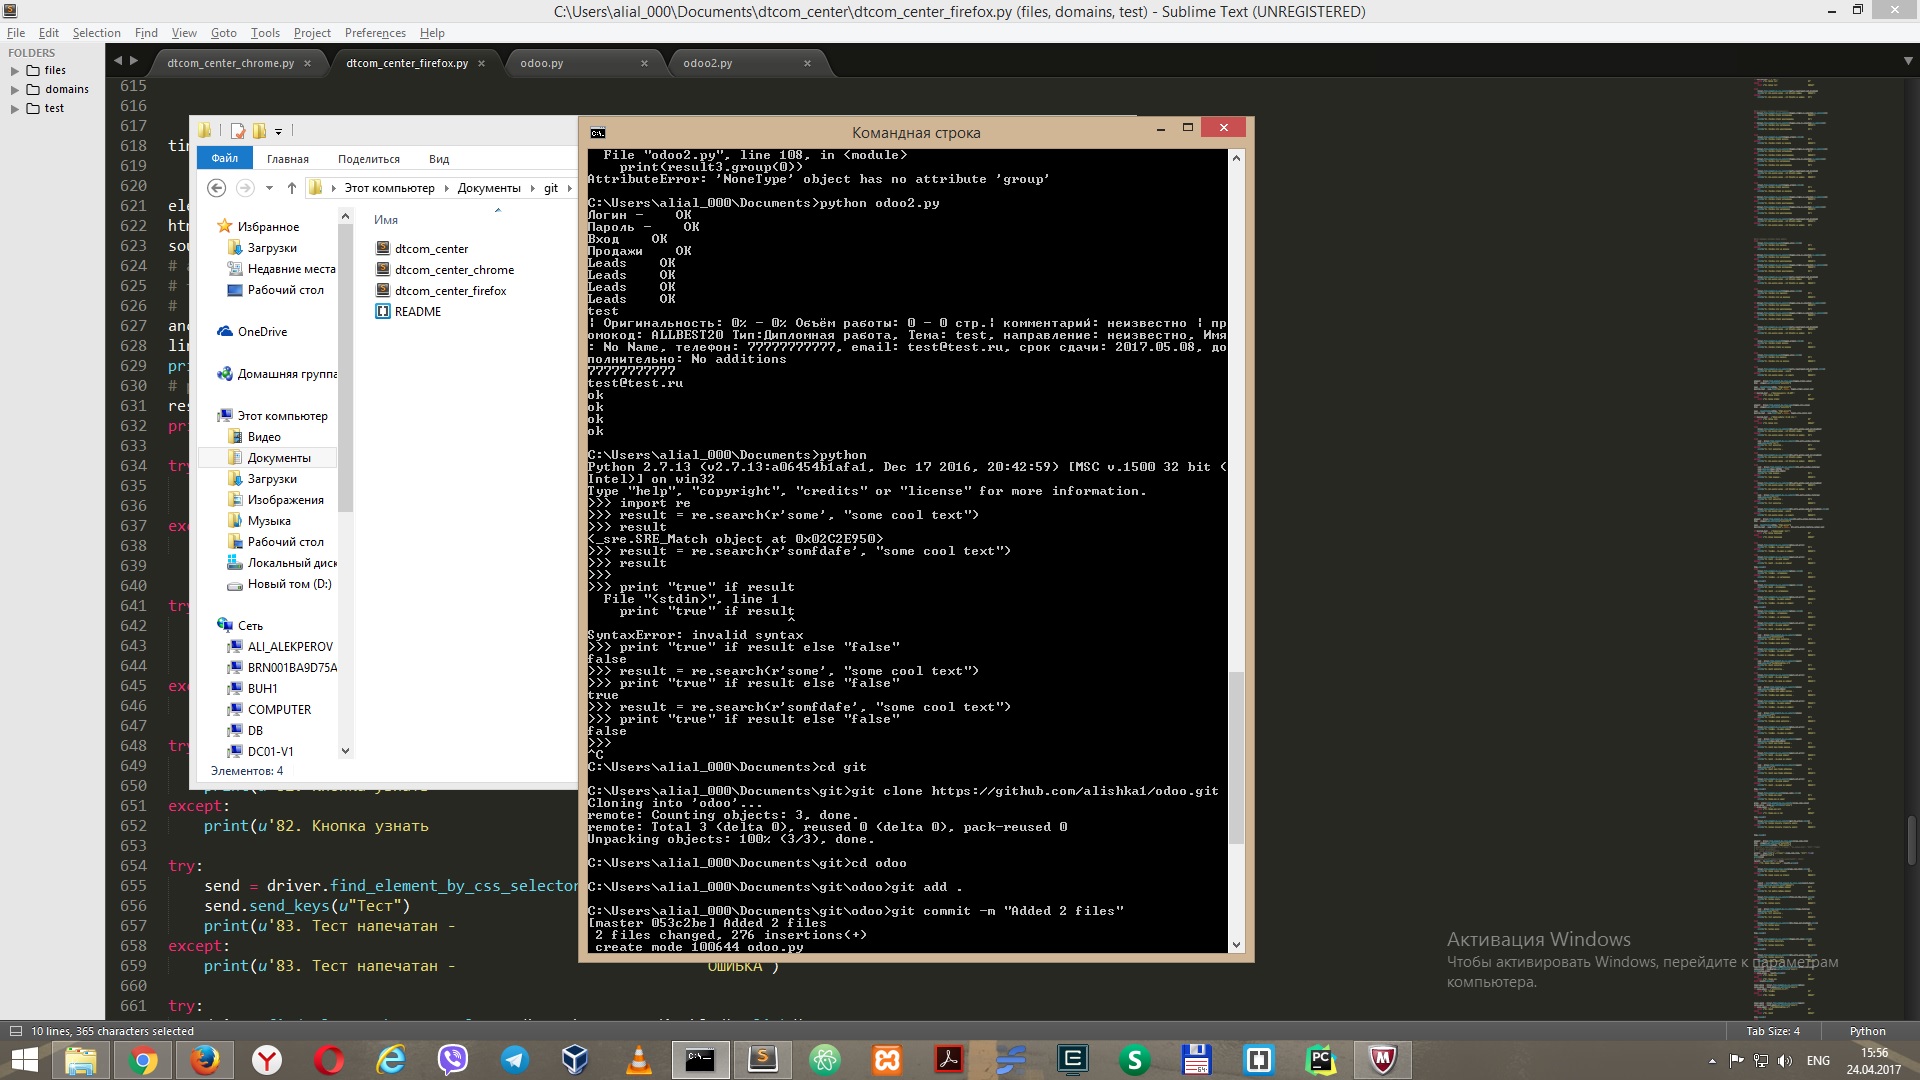 C:\Users\alial_000\Documents\dtcom_center\dtcom_center_firefox.py (files, domains, test) - Sublime Text (UNREGISTERED)
File Edit Selection Find View Goto Tools Project Preferences Help
FOLDERS
files
domains
test
dtcom_center_chrome.py
dtcom_center_firefox.py
odoo.py
odoo2.py
615
616
617
618
619
620
621
622
623
624
625
626
627
628
629
630
631
632
633
634
635
636
637
638
639
640
641
642
643
644
645
646
647
648
649
650
651 except:
652 print(u'82. Кнопка узнать
653
654 try:
655 send = driver.find_element_by_css_selector
656 send.send_keys(u"Тест")
657 print(u'83. Тест напечатан -
658 except:
659 print(u'83. Тест напечатан - ОШИБКА')
660
661 try:
Файл Главная Поделиться Вид
Этот компьютер Документы git
Избранное
Загрузки
Недавние места
Рабочий стол
OneDrive
Домашняя группа
Этот компьютер
Видео
Документы
Загрузки
Изображения
Музыка
Рабочий стол
Локальный диск
Новый том (D:)
Сеть
ALI_ALEKPEROV
BRN001BA9D75A
BUH1
COMPUTER
DB
DC01-V1
Имя
dtcom_center
dtcom_center_chrome
dtcom_center_firefox
README
Элементов: 4
Командная строка
File "odoo2.py", line 108, in <module>
print(result3.group(0))
AttributeError: 'NoneType' object has no attribute 'group'
C:\Users\alial_000\Documents>python odoo2.py
Логин – OK
Пароль – OK
Вход OK
Продажи OK
Leads OK
Leads OK
Leads OK
Leads OK
test
¦ Оригинальность: 0% – 0% Объём работы: 0 – 0 стр.¦ комментарий: неизвестно ¦ пр
омокод: ALLBEST20 Тип:Дипломная работа, Тема: test, направление: неизвестно, Имя
: No Name, телефон: 77777777777, email: test@test.ru, срок сдачи: 2017.05.08, до
полнительно: No additions
77777777777
test@test.ru
ok
ok
ok
ok
C:\Users\alial_000\Documents>python
Python 2.7.13 (v2.7.13:a06454b1afa1, Dec 17 2016, 20:42:59) [MSC v.1500 32 bit (
Intel)] on win32
Type "help", "copyright", "credits" or "license" for more information.
>>> import re
>>> result = re.search(r'some', "some cool text")
>>> result
<_sre.SRE_Match object at 0x02C2E950>
>>> result = re.search(r'somfdafe', "some cool text")
>>> result
>>>
>>> print "true" if result
File "<stdin>", line 1
print "true" if result
^
SyntaxError: invalid syntax
>>> print "true" if result else "false"
false
>>> result = re.search(r'some', "some cool text")
>>> print "true" if result else "false"
true
>>> result = re.search(r'somfdafe', "some cool text")
>>> print "true" if result else "false"
false
>>>
^C
C:\Users\alial_000\Documents>cd git
C:\Users\alial_000\Documents\git>git clone https://github.com/alishka1/odoo.git
Cloning into 'odoo'...
remote: Counting objects: 3, done.
remote: Total 3 (delta 0), reused 0 (delta 0), pack-reused 0
Unpacking objects: 100% (3/3), done.
C:\Users\alial_000\Documents\git>cd odoo
C:\Users\alial_000\Documents\git\odoo>git add .
C:\Users\alial_000\Documents\git\odoo>git commit -m "Added 2 files"
[master 053c2be] Added 2 files
2 files changed, 276 insertions(+)
create mode 100644 odoo.py
Активация Windows
Чтобы активировать Windows, перейдите к параметрам
компьютера.
10 lines, 365 characters selected
Tab Size: 4
Python
ENG
15:56
24.04.2017